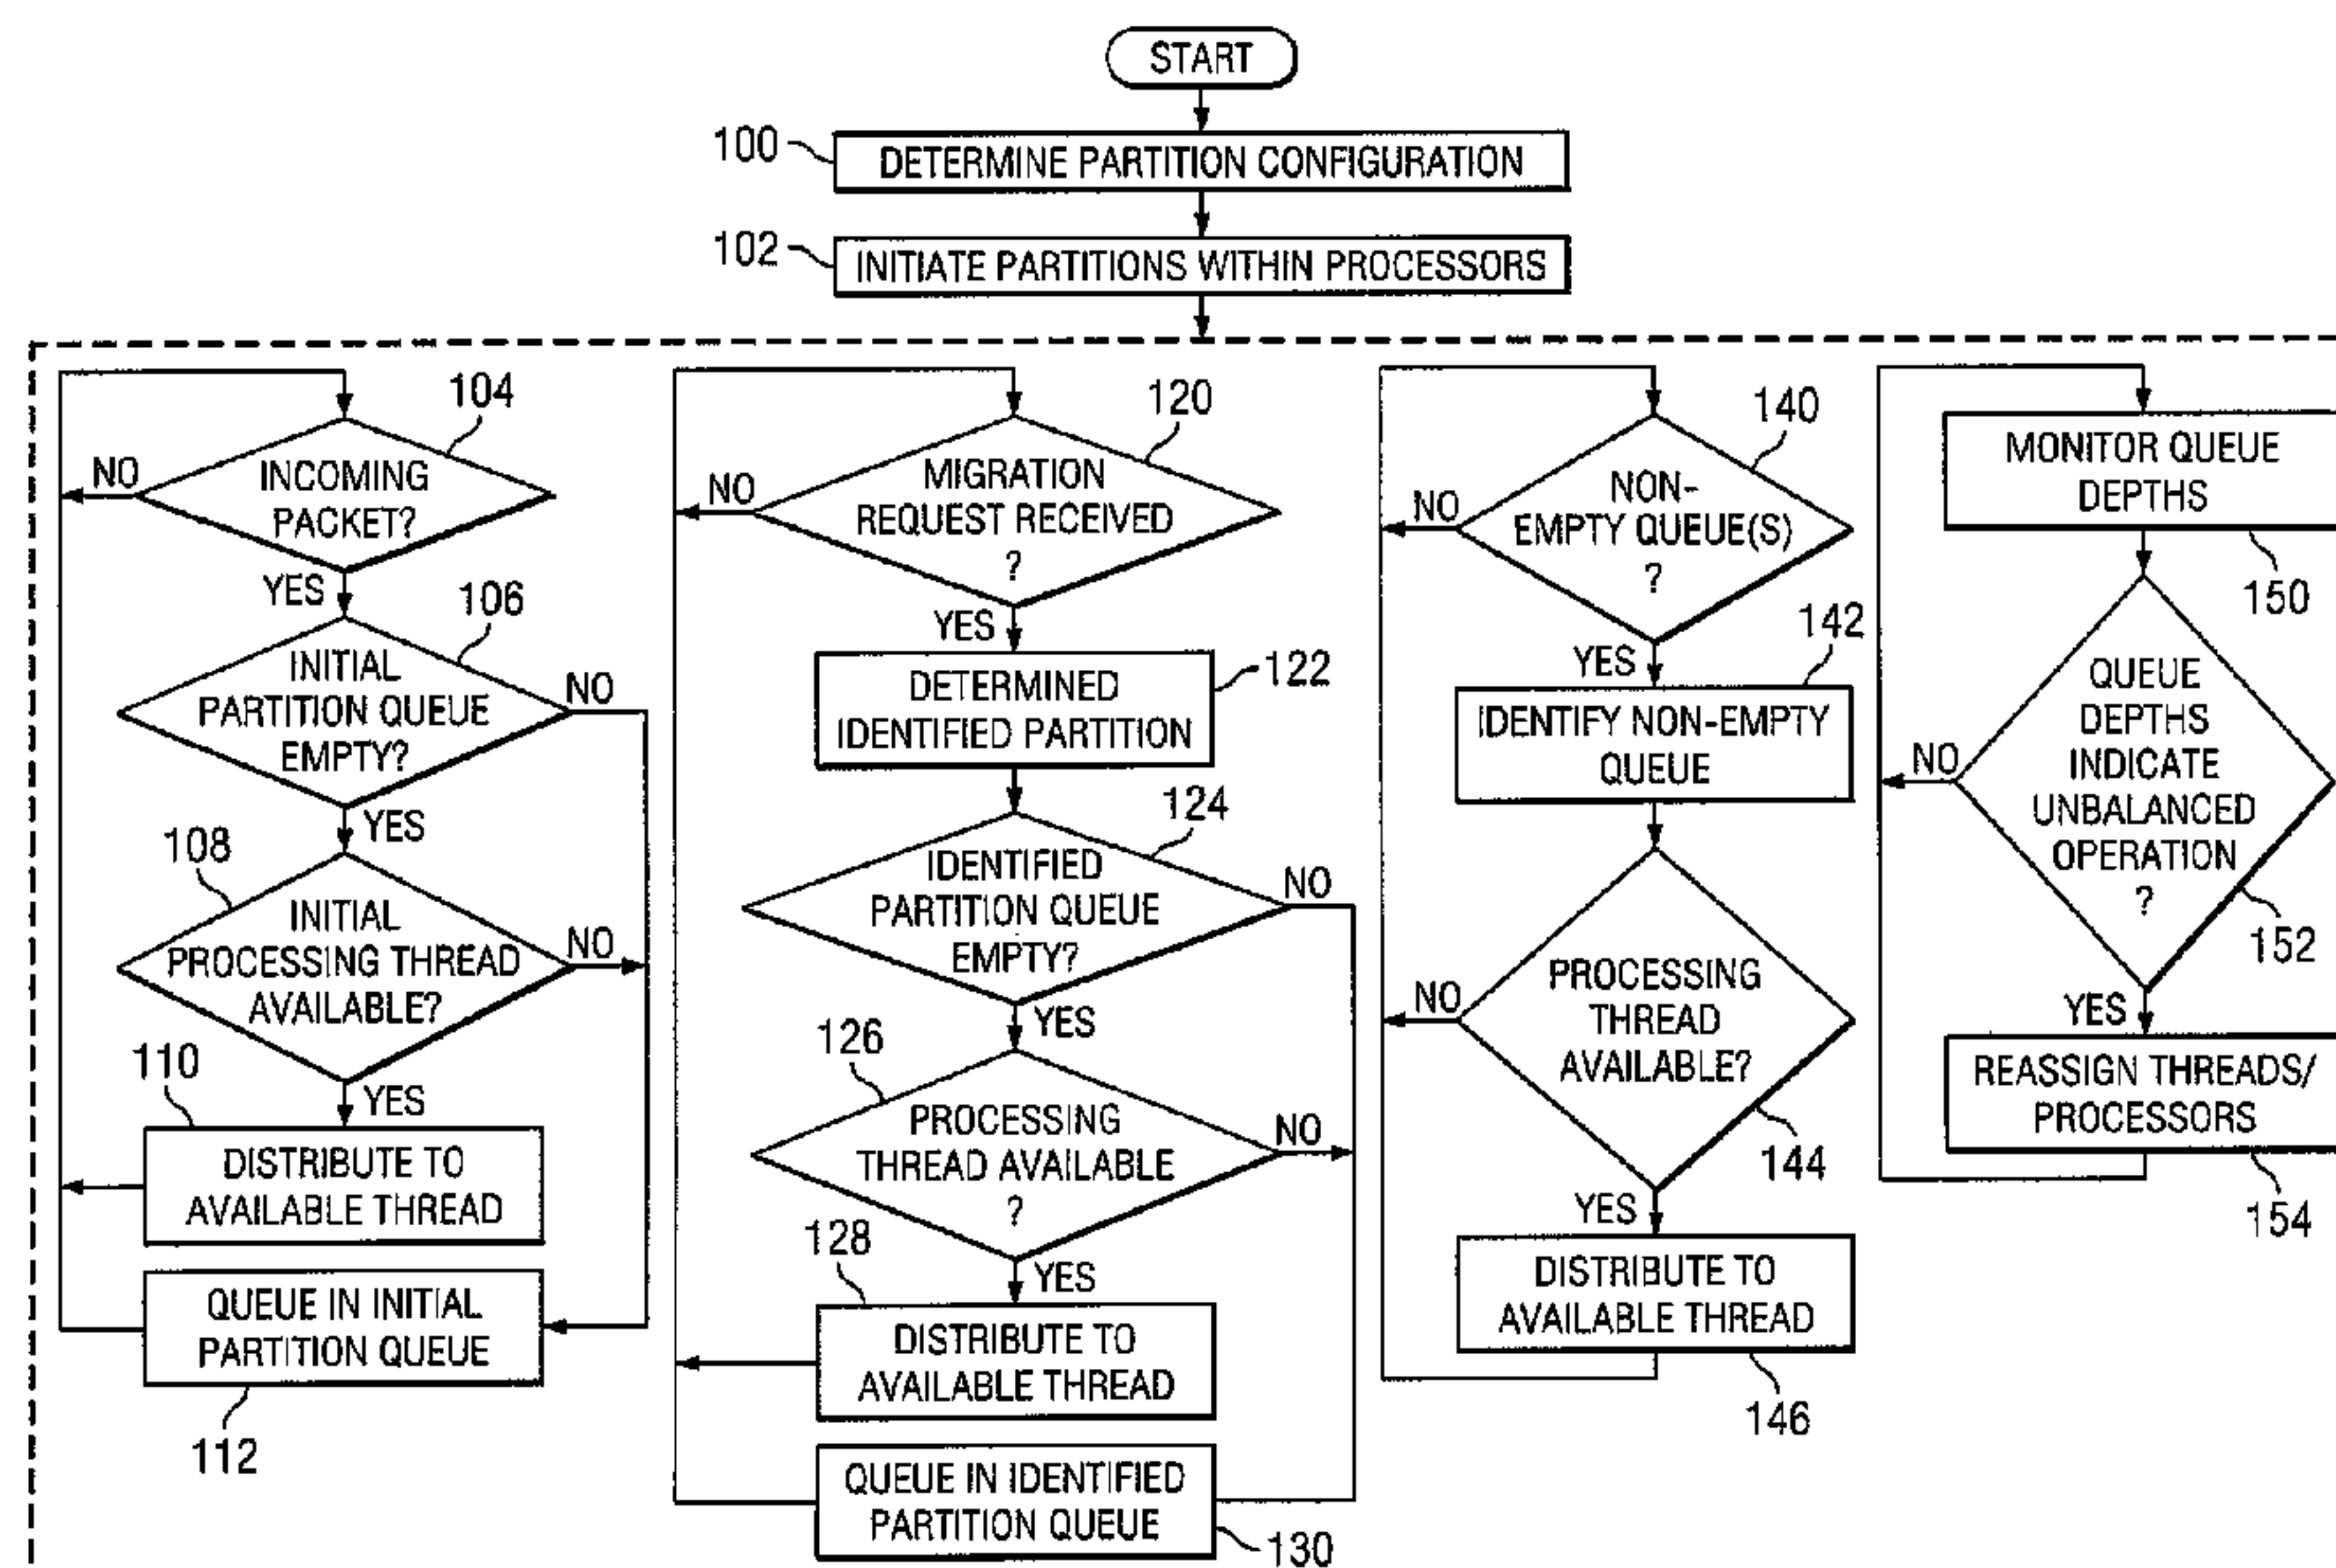 START
100
DETERMINE PARTITION CONFIGURATION
102
INITIATE PARTITIONS WITHIN PROCESSORS
104
INCOMING
PACKET?
NO
YES
106
INITIAL
PARTITION QUEUE
EMPTY?
NO
YES
108
INITIAL
PROCESSING THREAD
AVAILABLE?
NO
YES
110
DISTRIBUTE TO
AVAILABLE THREAD
QUEUE IN INITIAL
PARTITION QUEUE
112
120
MIGRATION
REQUEST RECEIVED
?
NO
YES
122
DETERMINED
IDENTIFIED PARTITION
124
IDENTIFIED
PARTITION QUEUE
EMPTY?
NO
YES
126
PROCESSING
THREAD AVAILABLE
?
NO
YES
128
DISTRIBUTE TO
AVAILABLE THREAD
QUEUE IN IDENTIFIED
PARTITION QUEUE
130
140
NON-
EMPTY QUEUE(S)
?
NO
YES
142
IDENTIFY NON-EMPTY
QUEUE
PROCESSING
THREAD
AVAILABLE?
NO
144
YES
DISTRIBUTE TO
AVAILABLE THREAD
146
MONITOR QUEUE
DEPTHS
150
QUEUE
DEPTHS
INDICATE
UNBALANCED
OPERATION
?
NO
152
YES
REASSIGN THREADS/
PROCESSORS
154